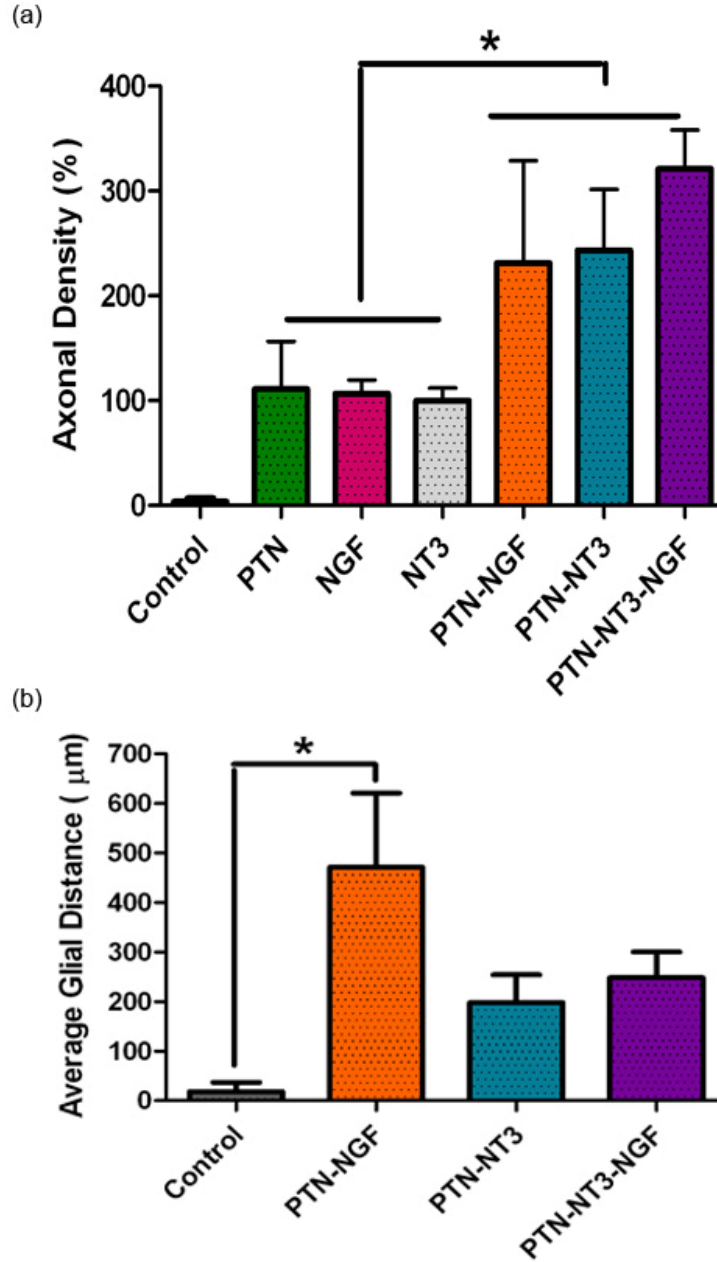 (a)
*
Axonal Density (%)
400
300
200
100
0
Control
PTN
NGF
NT3
PTN-NGF
PTN-NT3
PTN-NT3-NGF
(b)
*
Average Glial Distance ( μm)
700
600
500
400
300
200
100
0
Control
PTN-NGF
PTN-NT3
PTN-NT3-NGF